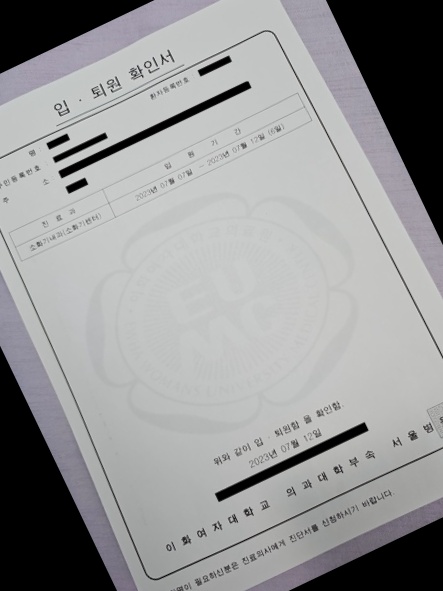 입 · 퇴원 확인서
환자등록번호 :
명 :
주민등록번호 :
주 소 :
진 료 과 입 원 기 간
소화기내과(소화기센터) 2023년 07월 07일 ~ 2023년 07월 12일 (6일)
EU
MC
위와 같이 입 · 퇴원함 을 확인함.
2023년 07월 12일
이 화 여 자 대 학 교 의 과 대 학 부 속 서 울 병
필요하신분은 진료의사에게 진단서를 신청하시기 바랍니다.